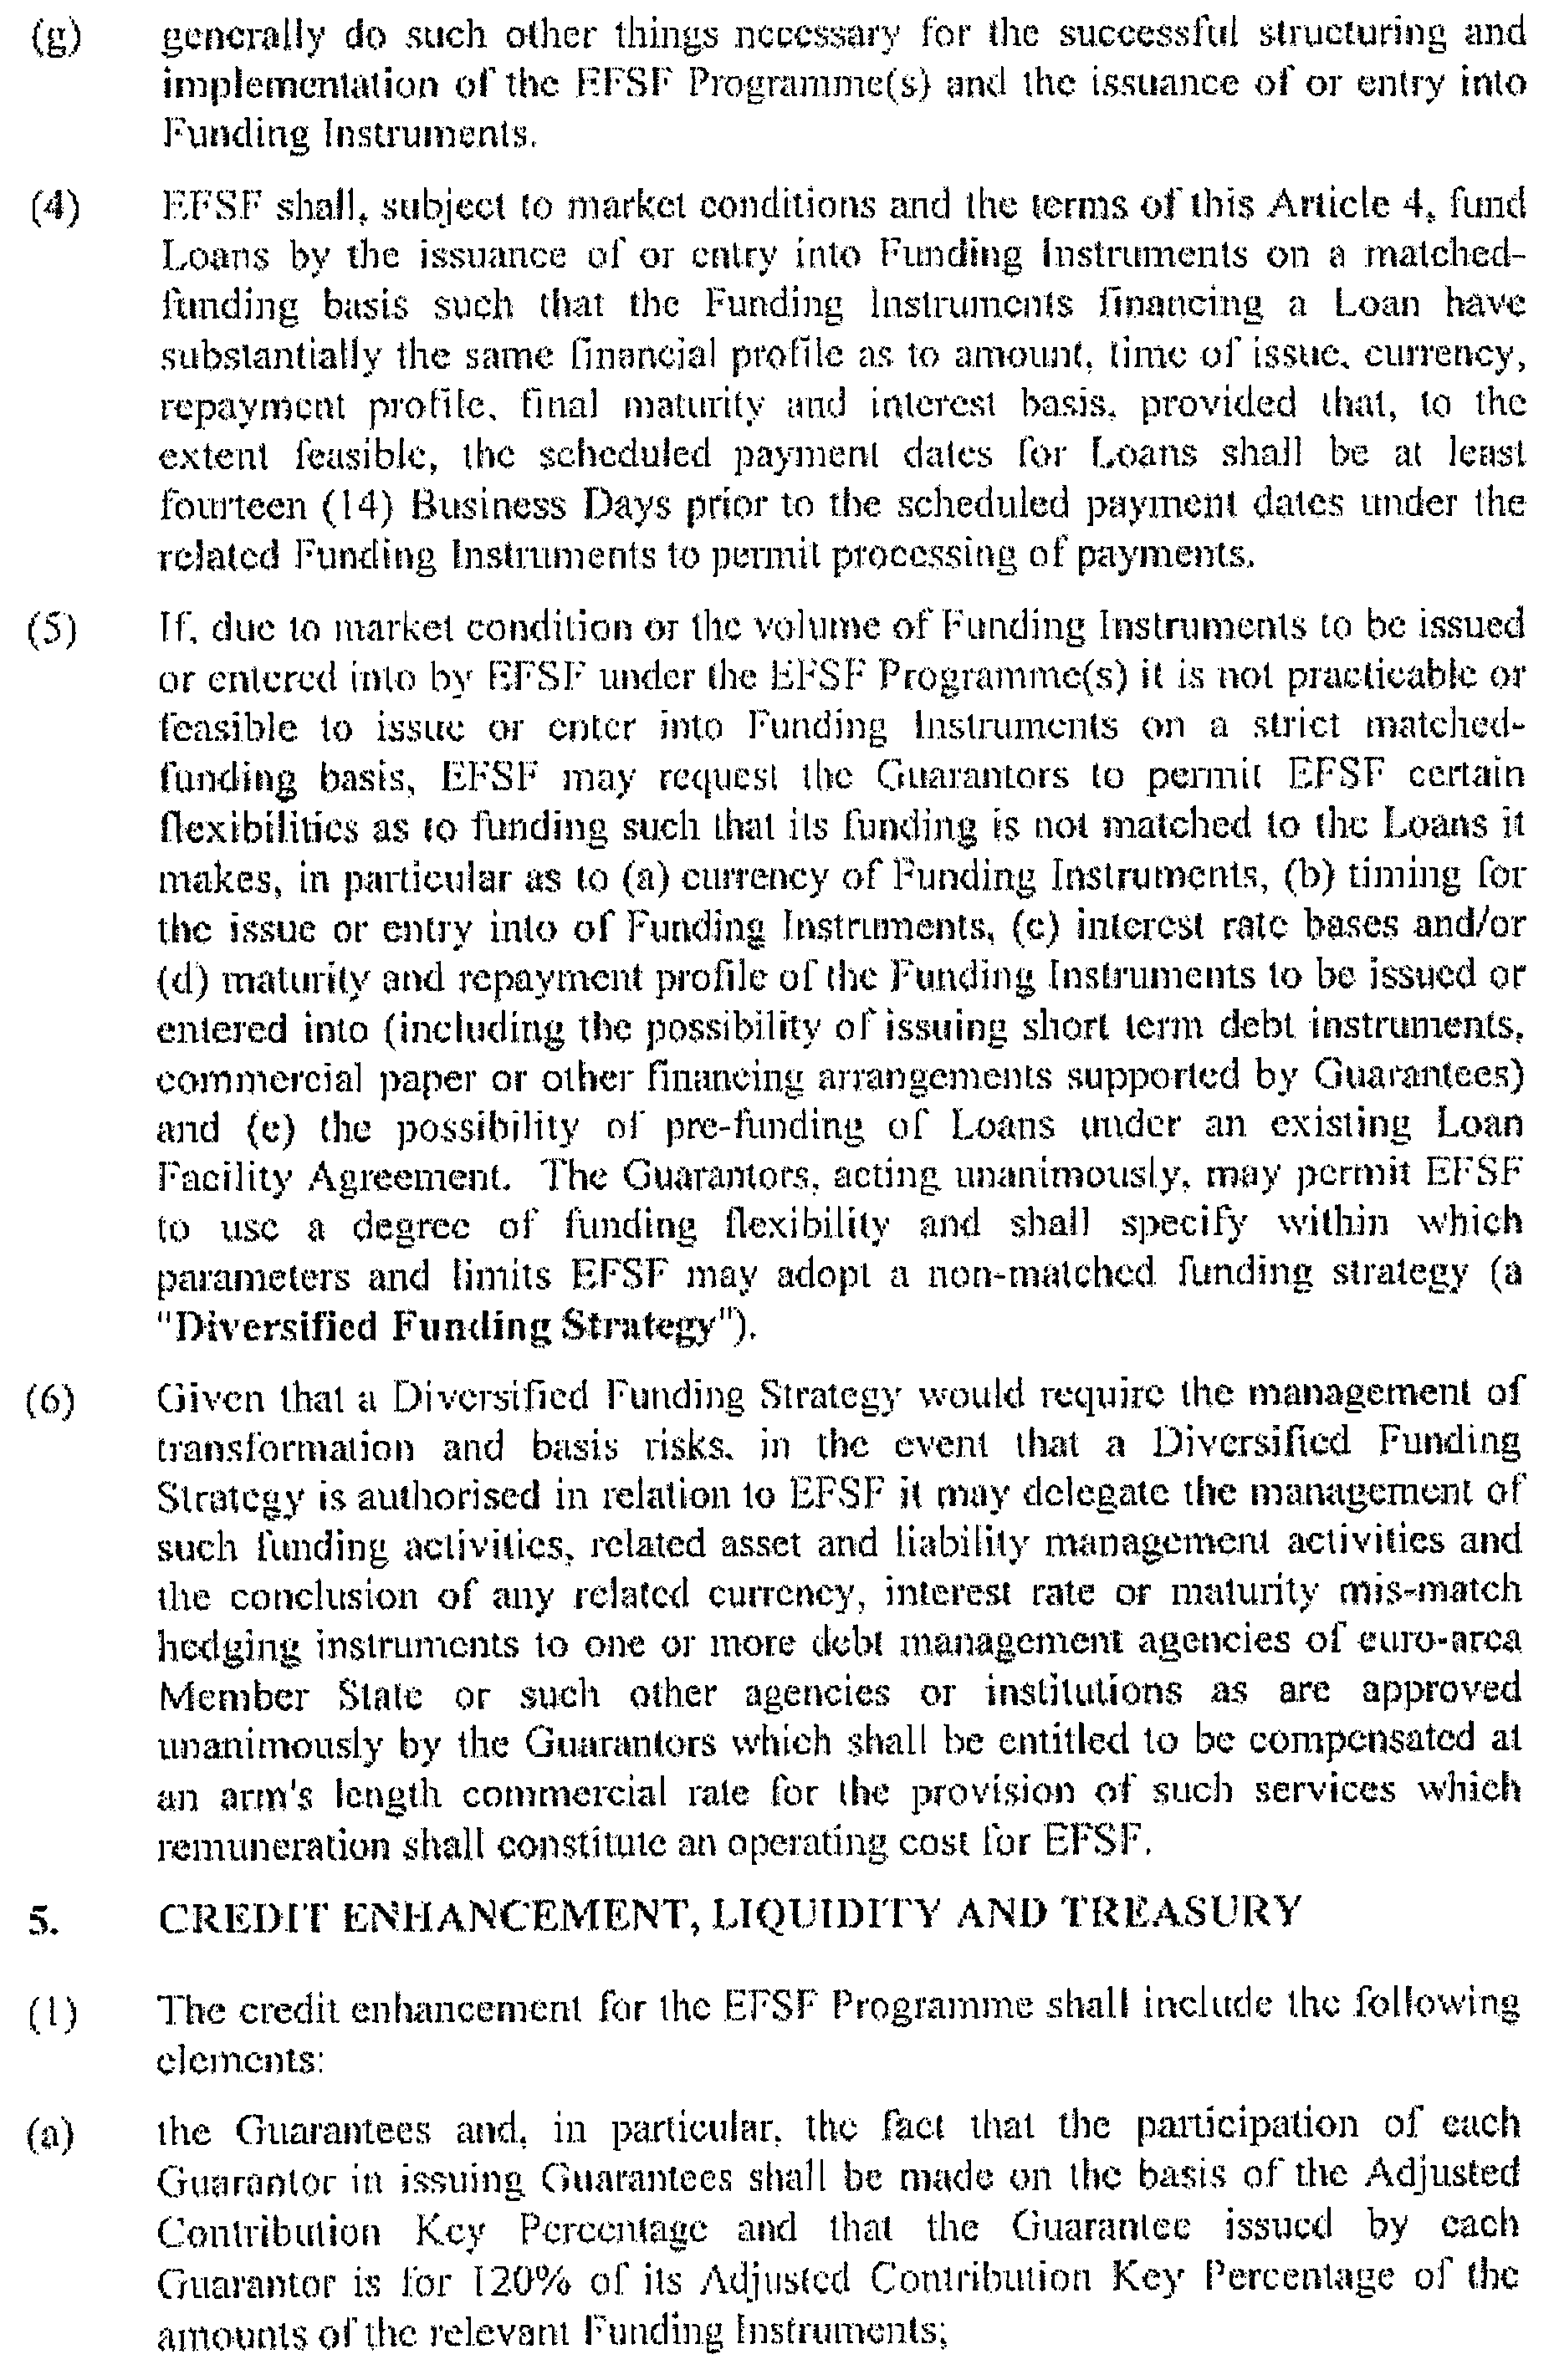 (g) generally do such other things necessary for the successful structuring and
implementation of the EFSF Programme(s) and the issuance of or entry into
Funding Instruments.
(4) EFSF shall, subject to market conditions and the terms of this Article 4, fund
Loans by the issuance of or entry into Funding Instruments on a matched-
funding basis such that the Funding Instruments financing a Loan have
substantially the same financial profile as to amount, time of issue, currency,
repayment profile, final maturity and interest basis, provided that, to the
extent feasible, the scheduled payment dates for Loans shall be at least
fourteen (14) Business Days prior to the scheduled payment dates under the
related Funding Instruments to permit processing of payments.
(5) If, due to market condition or the volume of Funding Instruments to be issued
or entered into by EFSF under the EFSF Programme(s) it is not practicable or
feasible to issue or enter into Funding Instruments on a strict matched-
funding basis, EFSF may request the Guarantors to permit EFSF certain
flexibilities as to funding such that its funding is not matched to the Loans it
makes, in particular as to (a) currency of Funding Instruments, (b) timing for
the issue or entry into of Funding Instruments, (c) interest rate bases and/or
(d) maturity and repayment profile of the Funding Instruments to be issued or
entered into (including the possibility of issuing short term debt instruments,
commercial paper or other financing arrangements supported by Guarantees)
and (e) the possibility of pre-funding of Loans under an existing Loan
Facility Agreement. The Guarantors, acting unanimously, may permit EFSF
to use a degree of funding flexibility and shall specify within which
parameters and limits EFSF may adopt a non-matched funding strategy (a
"Diversified Funding Strategy").
(6) Given that a Diversified Funding Strategy would require the management of
transformation and basis risks, in the event that a Diversified Funding
Strategy is authorised in relation to EFSF it may delegate the management of
such funding activities, related asset and liability management activities and
the conclusion of any related currency, interest rate or maturity mis-match
hedging instruments to one or more debt management agencies of euro-area
Member State or such other agencies or institutions as are approved
unanimously by the Guarantors which shall be entitled to be compensated at
an arm's length commercial rate for the provision of such services which
remuneration shall constitute an operating cost for EFSF.
5. CREDIT ENHANCEMENT, LIQUIDITY AND TREASURY
(1) The credit enhancement for the EFSF Programme shall include the following
elements:
(a) the Guarantees and, in particular, the fact that the participation of each
Guarantor in issuing Guarantees shall be made on the basis of the Adjusted
Contribution Key Percentage and that the Guarantee issued by each
Guarantor is for 120% of its Adjusted Contribution Key Percentage of the
amounts of the relevant Funding Instruments;